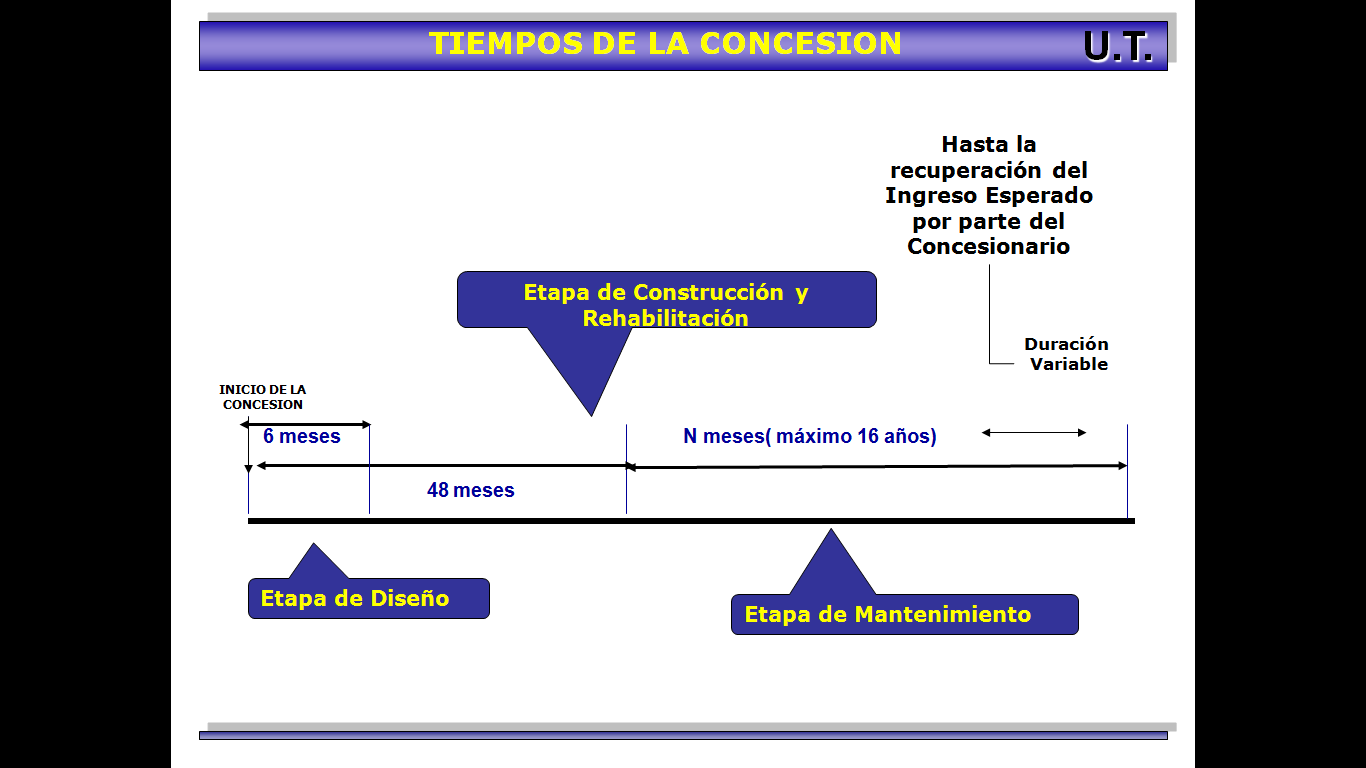 TIEMPOS DE LA CONCESION
U.T.
Hasta la
recuperación del
Ingreso Esperado
por parte del
Concesionario
Etapa de Construcción y
Rehabilitación
Duración
Variable
INICIO DE LA
CONCESION
6 meses
N meses( máximo 16 años)
48 meses
Etapa de Diseño
Etapa de Mantenimiento